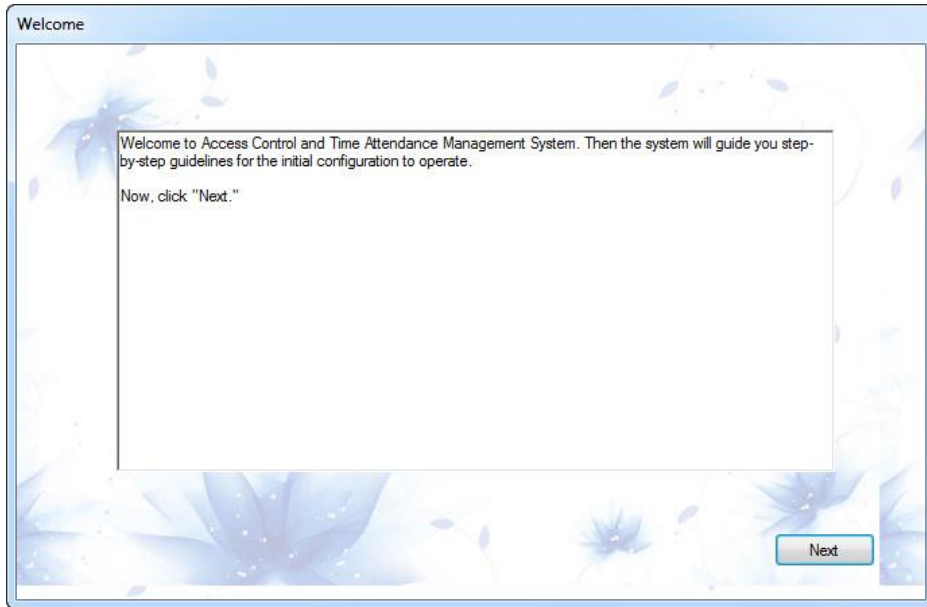 Welcome
Welcome to Access Control and Time Attendance Management System. Then the system will guide you step-
by-step guidelines for the initial configuration to operate.
Now, click "Next."
Next